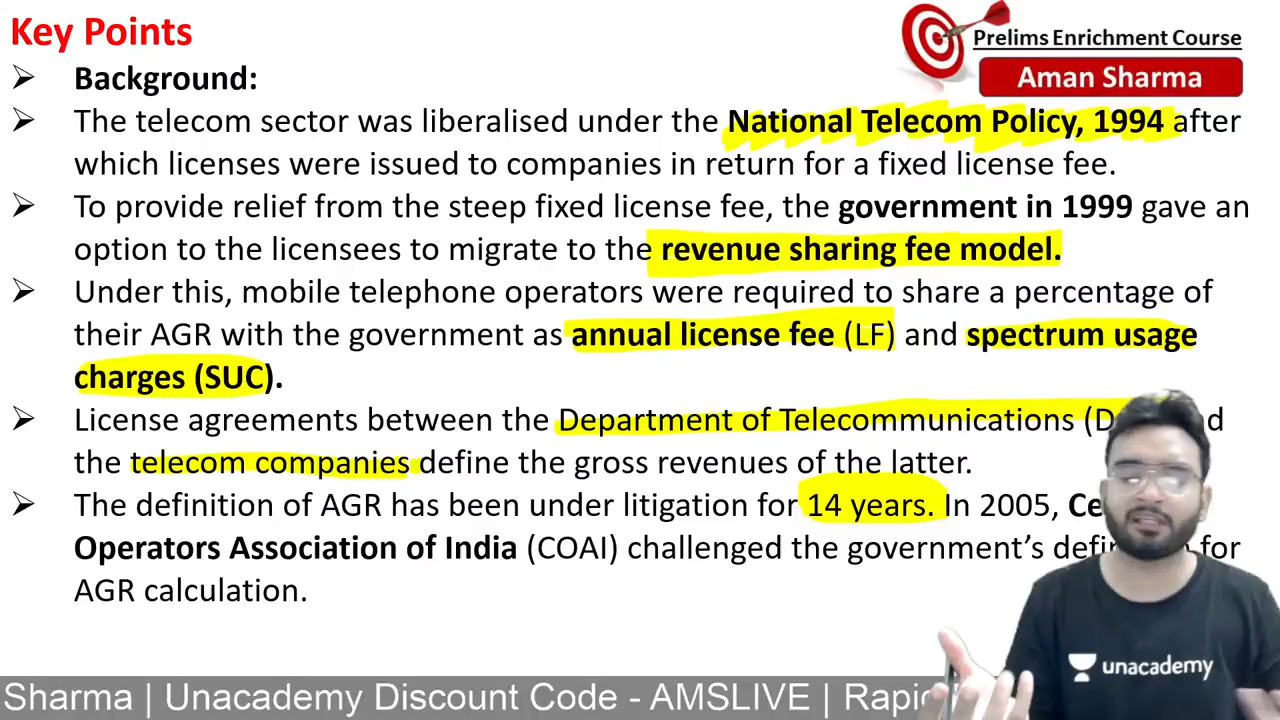 Key Points
Prelims Enrichment Course
Aman Sharma
➢ Background:
➢ The telecom sector was liberalised under the National Telecom Policy, 1994 after
which licenses were issued to companies in return for a fixed license fee.
➢ To provide relief from the steep fixed license fee, the government in 1999 gave an
option to the licensees to migrate to the revenue sharing fee model.
➢ Under this, mobile telephone operators were required to share a percentage of
their AGR with the government as annual license fee (LF) and spectrum usage
charges (SUC).
➢ License agreements between the Department of Telecommunications
the telecom companies define the gross revenues of the latter.
➢ The definition of AGR has been under litigation for 14 years. In 2005,
Operators Association of India (COAI) challenged the government’s for
AGR calculation.
unacademy
Sharma | Unacademy Discount Code - AMSLIVE |